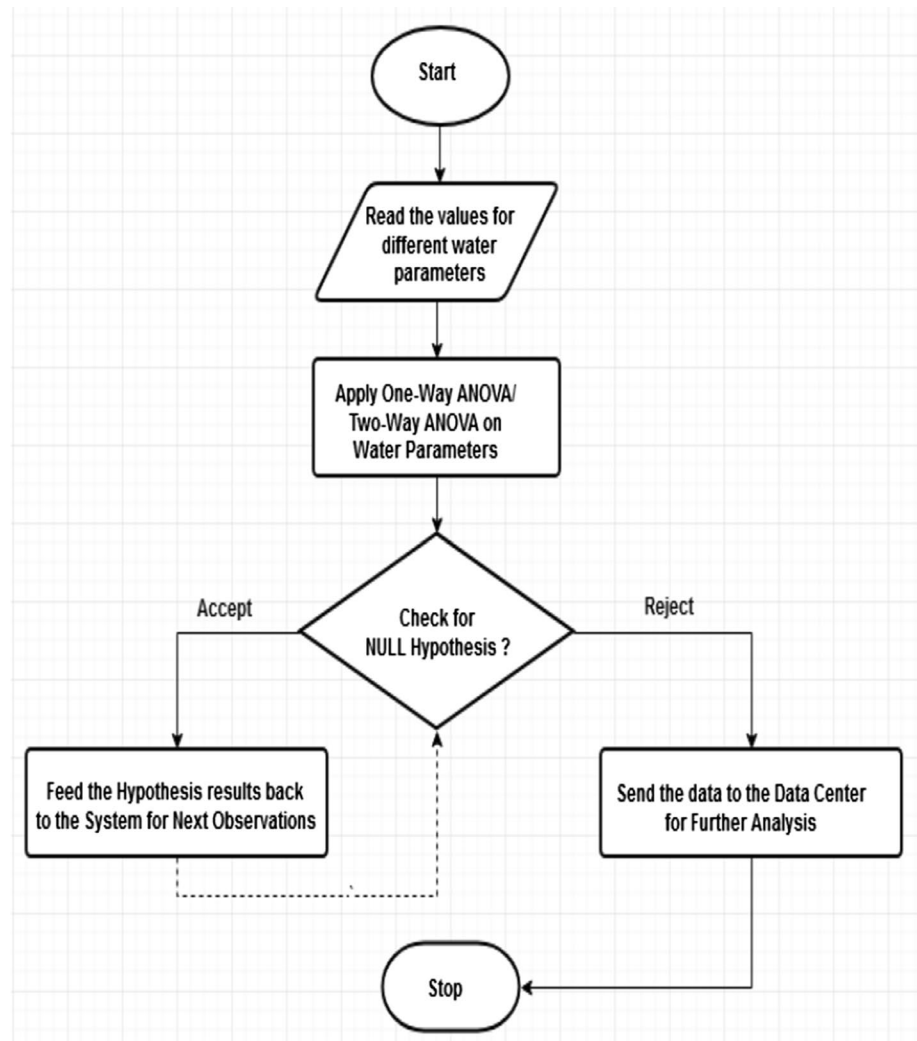 Start
Read the values for
different water
parameters
Apply One-Way ANOVA/
Two-Way ANOVA on
Water Parameters
Check for
NULL Hypothesis ?
Accept
Reject
Feed the Hypothesis results back
to the System for Next Observations
Send the data to the Data Center
for Further Analysis
Stop